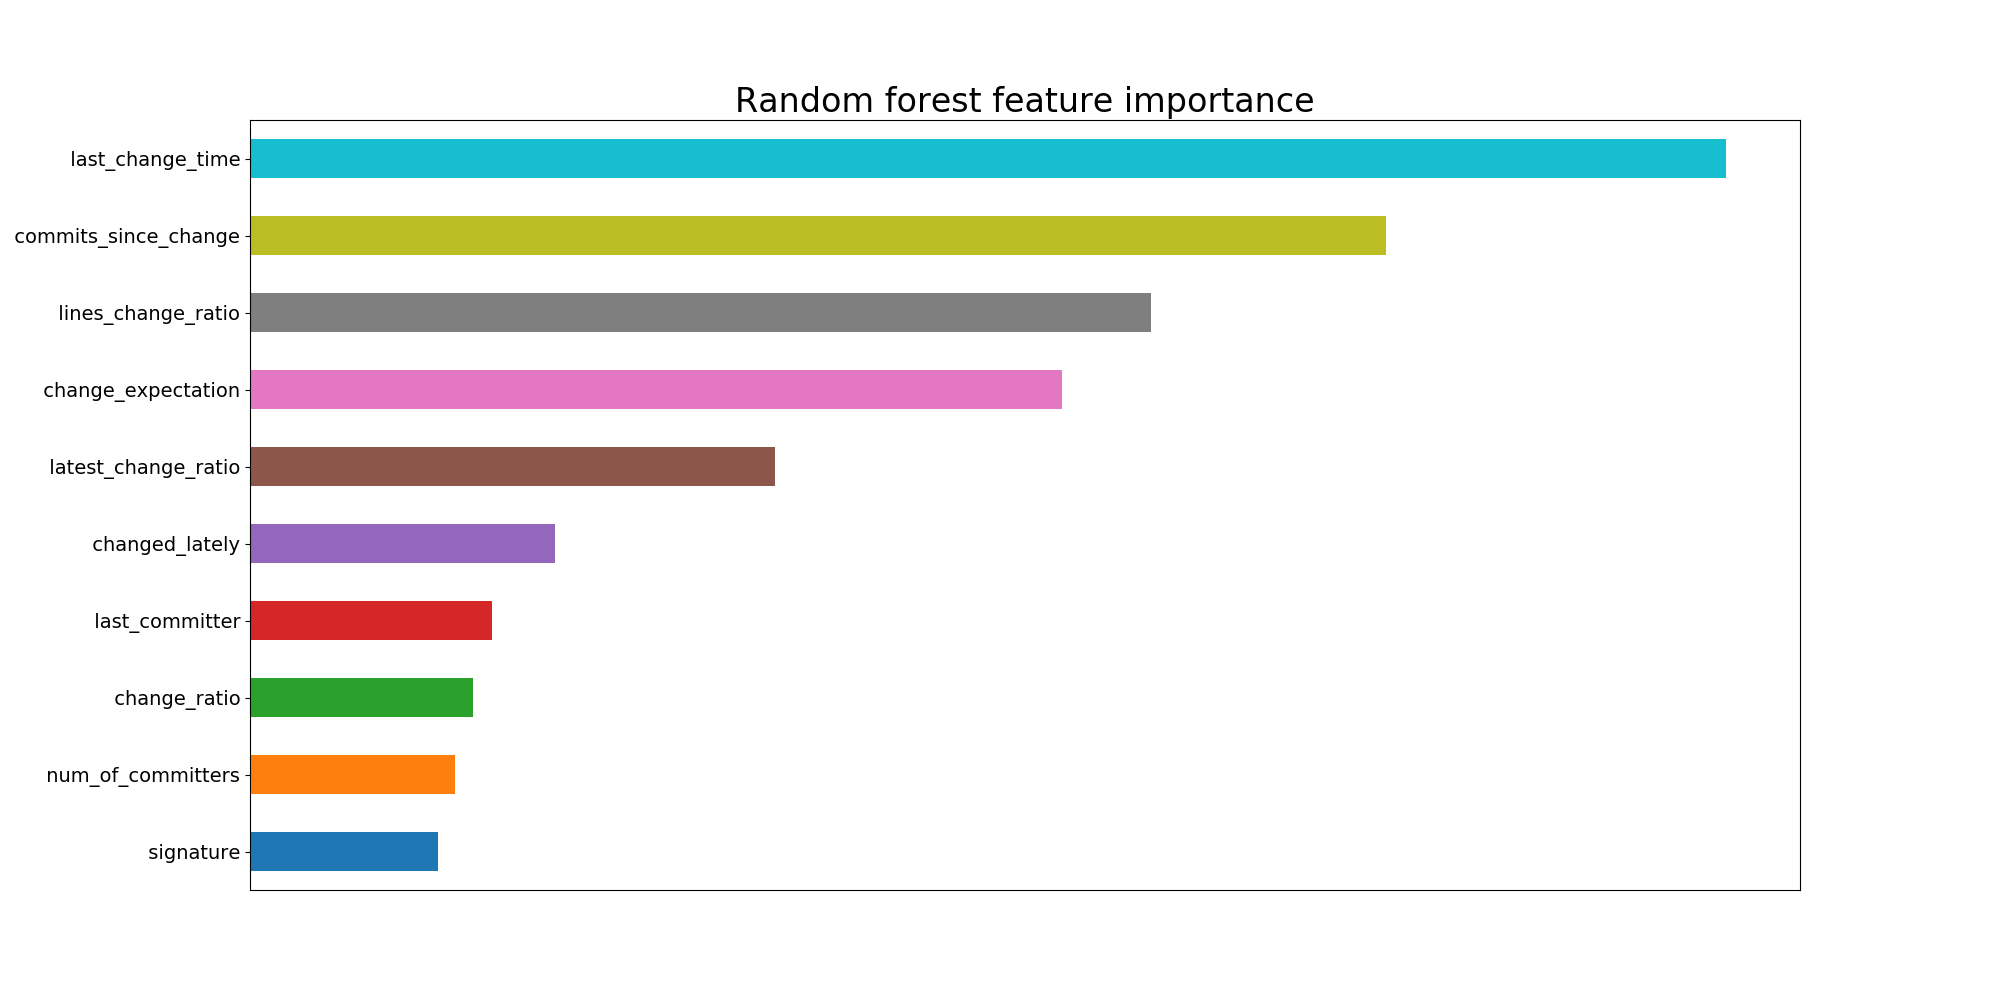 Random forest feature importance
last_change_time
commits_since_change
lines_change_ratio
change_expectation
latest_change_ratio
changed_lately
last_committer
change_ratio
num_of_committers
signature